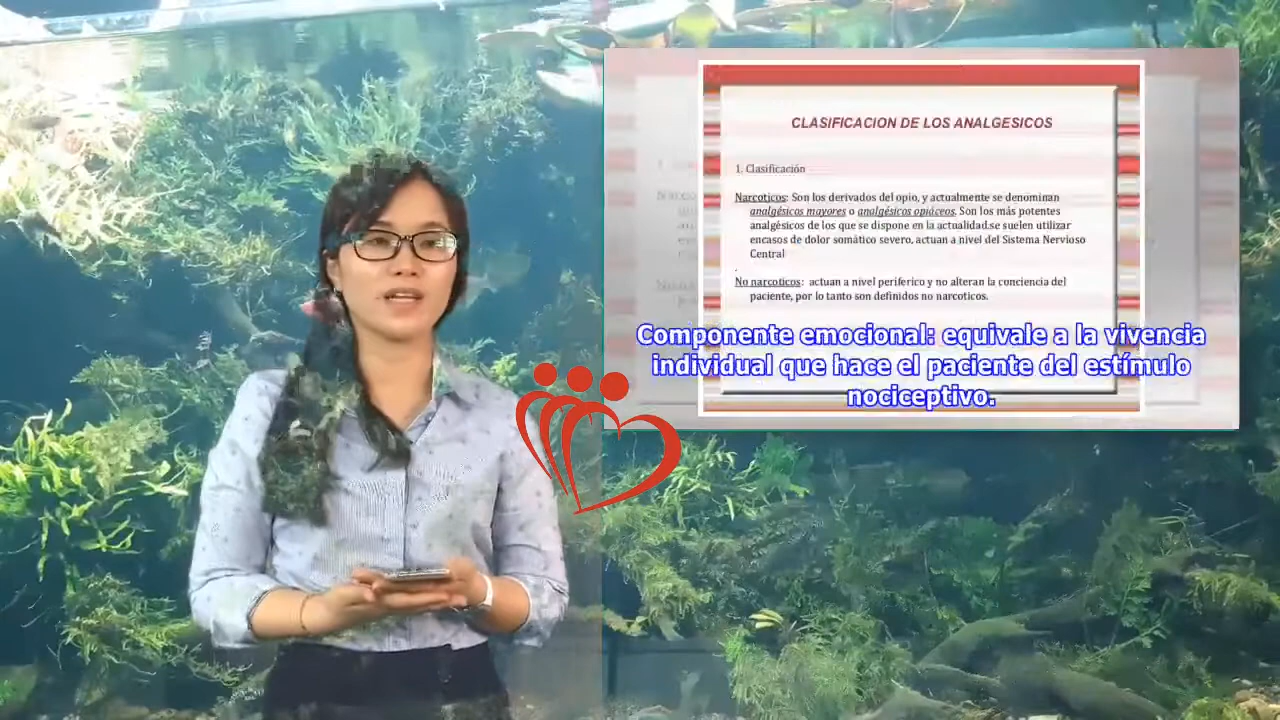 CLASIFICACION DE LOS ANALGESICOS
1. Clasificación
Narcoticos: Son los derivados del opio, y actualmente se denominan
analgésicos mayores o analgésicos opiáceos. Son los más potentes
analgésicos de los que se dispone en la actualidad.se suelen utilizar
encasos de dolor somático severo, actuan a nivel del Sistema Nervioso
Central
.
No narcoticos: actuan a nivel periferico y no alteran la conciencia del
paciente, por lo tanto son definidos no narcoticos.
Componente emocional: equivale a la vivencia
individual que hace el paciente del estímulo
nociceptivo.